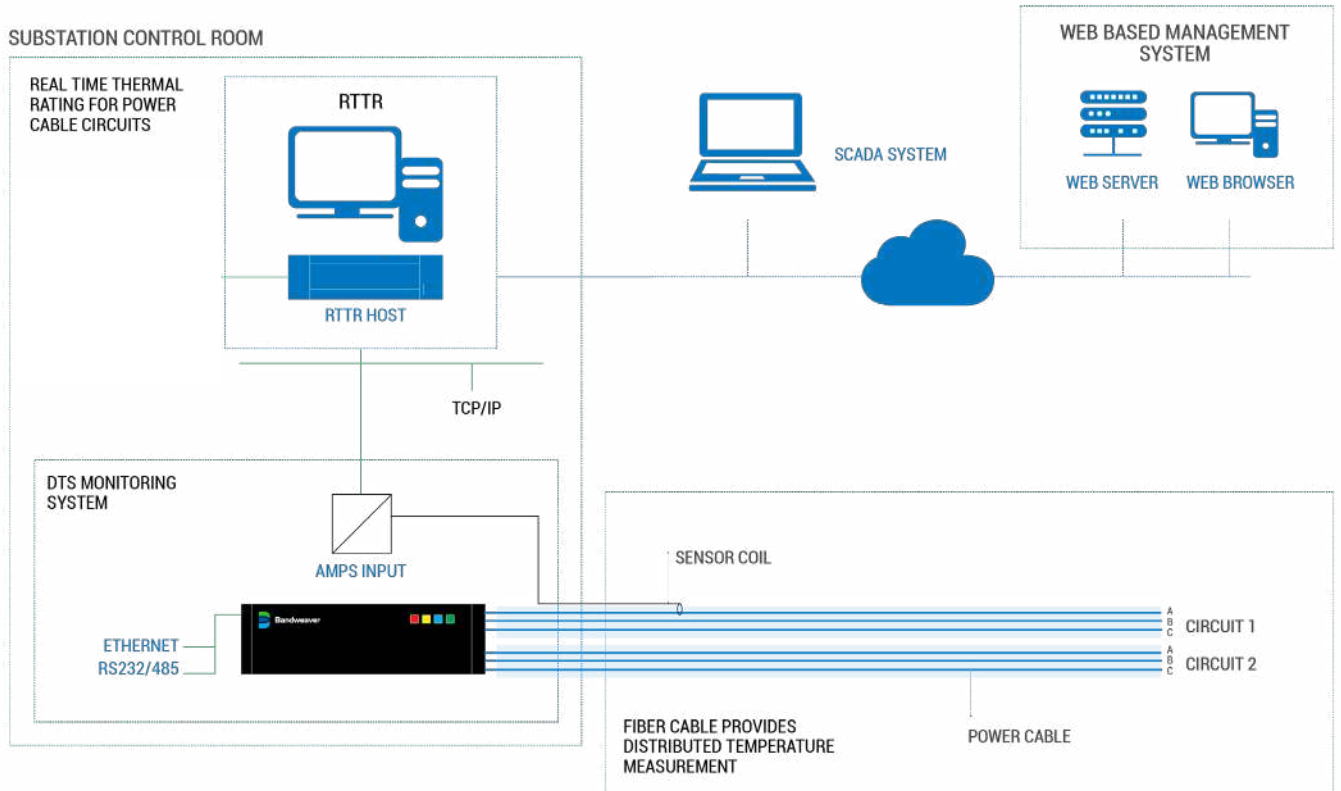 SUBSTATION CONTROL ROOM
REAL TIME THERMAL
RATING FOR POWER
CABLE CIRCUITS
RTTR
RTTR HOST
TCP/IP
SCADA SYSTEM
WEB BASED MANAGEMENT
SYSTEM
WEB SERVER
WEB BROWSER
DTS MONITORING
SYSTEM
AMPS INPUT
Bandweaver
ETHERNET
RS232/485
SENSOR COIL
A
B
C
CIRCUIT 1
A
B
C
CIRCUIT 2
FIBER CABLE PROVIDES
DISTRIBUTED TEMPERATURE
MEASUREMENT
POWER CABLE